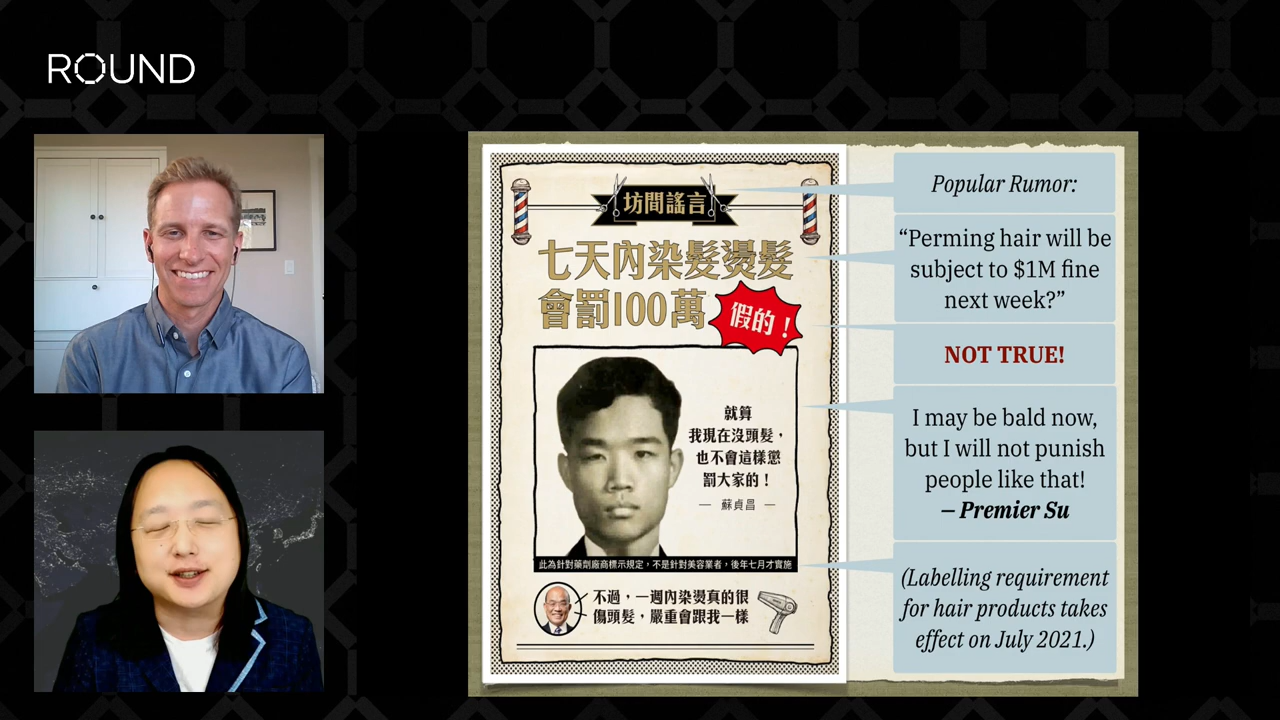 ROUND
坊間謠言
七天內染髮燙髮
會罰100萬
假的！
就算
我現在沒頭髮，
也不會這樣懲
罰大家的！
— 蘇貞昌 —
此為針對藥劑廠商標示規定，不是針對美容業者，後年七月才實施
不過，一週內染燙真的很
傷頭髮，嚴重會跟我一樣
Popular Rumor:
“Perming hair will be
subject to $1M fine
next week?”
NOT TRUE!
I may be bald now,
but I will not punish
people like that!
– Premier Su
(Labelling requirement
for hair products takes
effect on July 2021.)